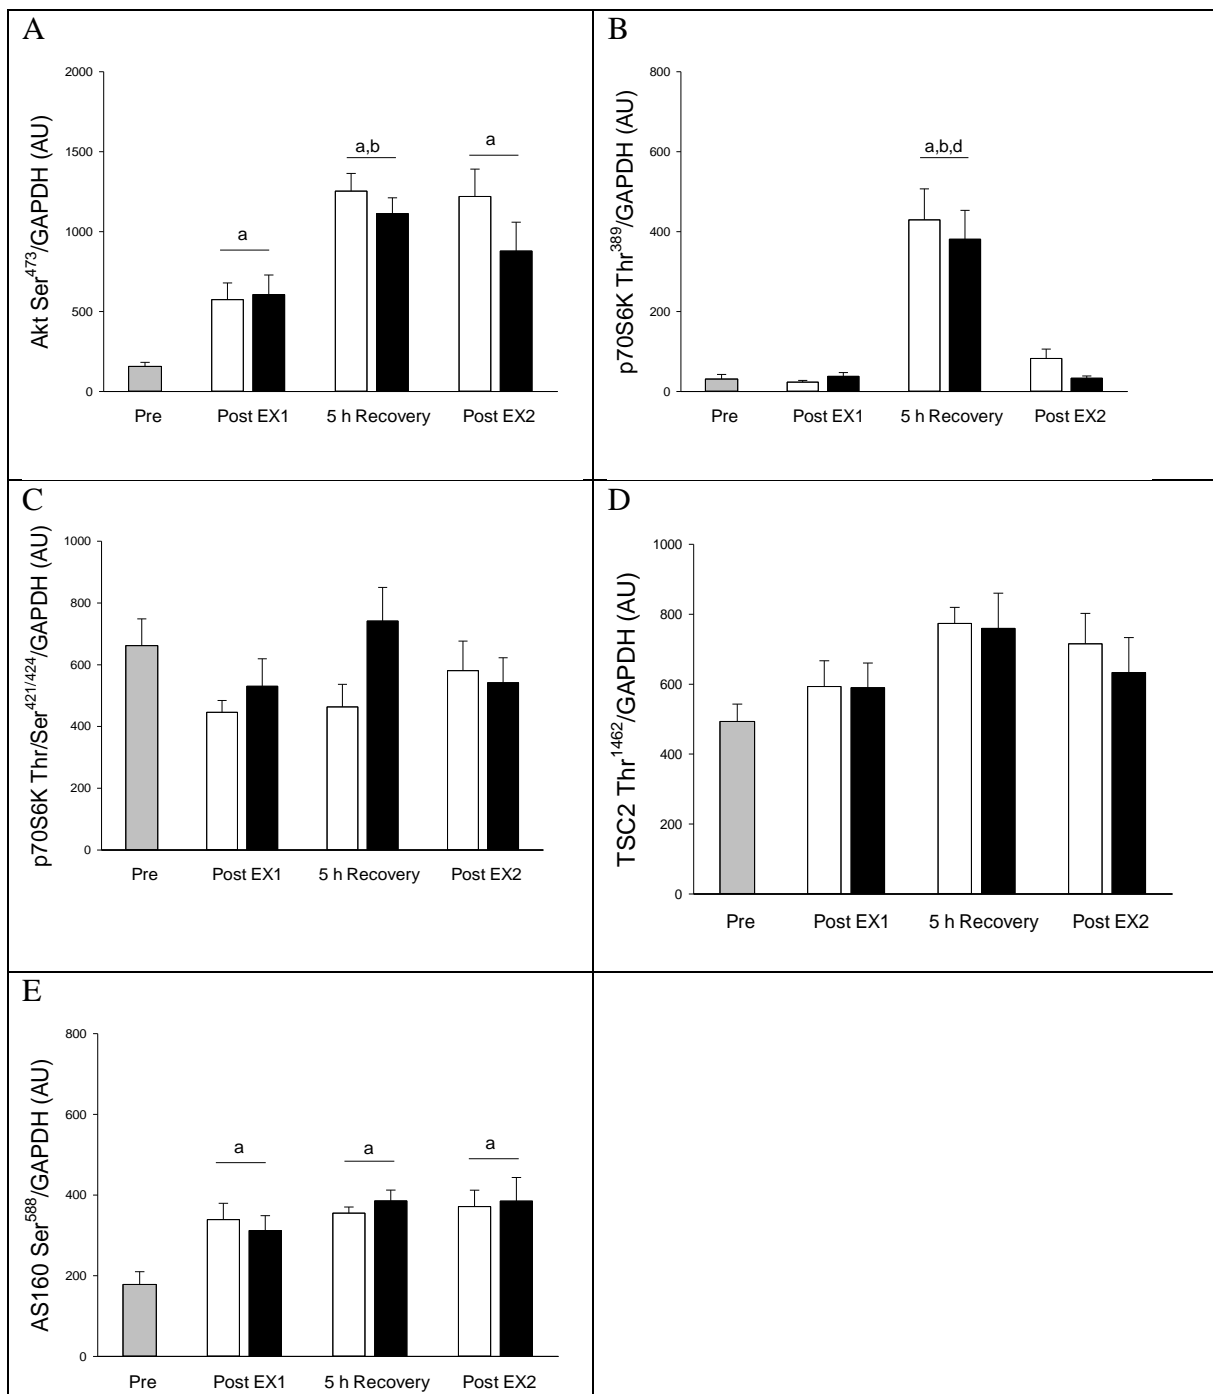 A
Akt Ser473/GAPDH (AU)
2000
1500
1000
500
0
a
a,b
a
Pre Post EX1 5 h Recovery Post EX2
B
p70S6K Thr389/GAPDH (AU)
800
600
400
200
0
a,b,d
Pre Post EX1 5 h Recovery Post EX2
C
p70S6K Thr/Ser421/424/GAPDH (AU)
1000
800
600
400
200
0
Pre Post EX1 5 h Recovery Post EX2
D
TSC2 Thr1462/GAPDH (AU)
1000
800
600
400
200
0
Pre Post EX1 5 h Recovery Post EX2
E
AS160 Ser588/GAPDH (AU)
800
600
400
200
0
a
a
a
Pre Post EX1 5 h Recovery Post EX2